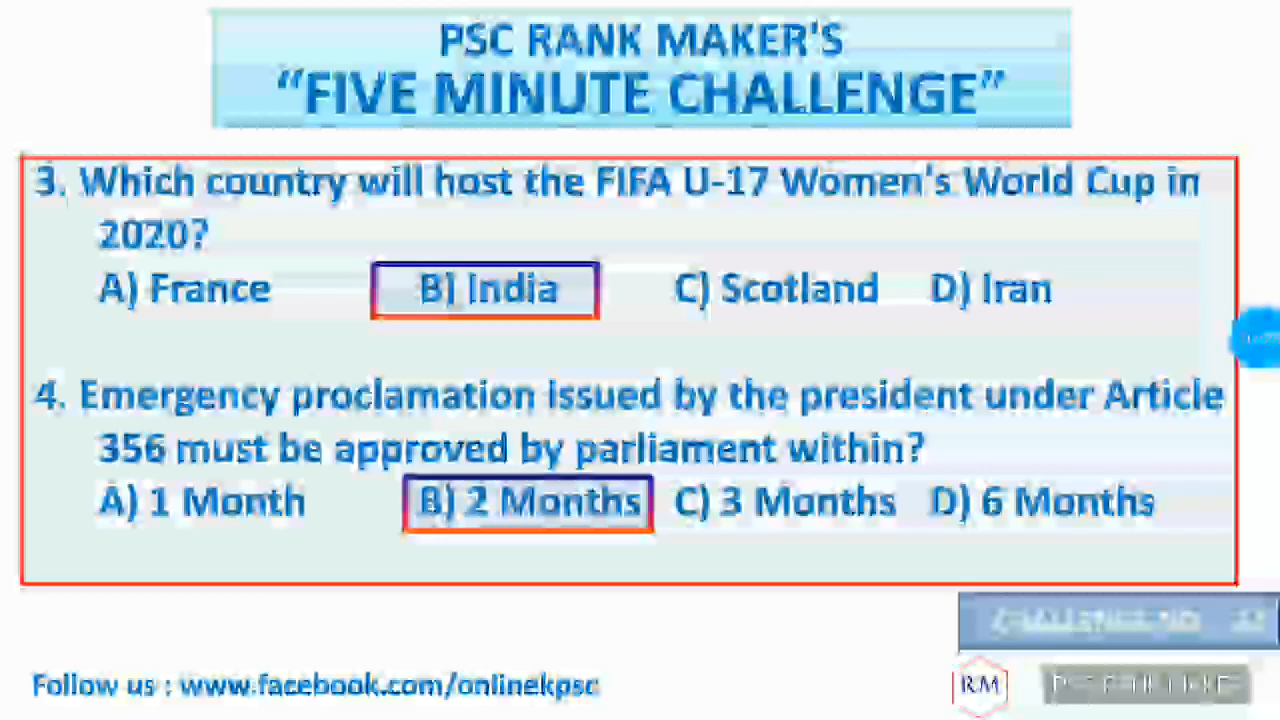 PSC RANK MAKER'S
“FIVE MINUTE CHALLENGE”
3. Which country will host the FIFA U-17 Women's World Cup in
2020?
A) France B) India C) Scotland D) Iran
4. Emergency proclamation issued by the president under Article
356 must be approved by parliament within?
A) 1 Month B) 2 Months C) 3 Months D) 6 Months
CHALLENGE NO
Follow us : www.facebook.com/onlinekpsc
RM